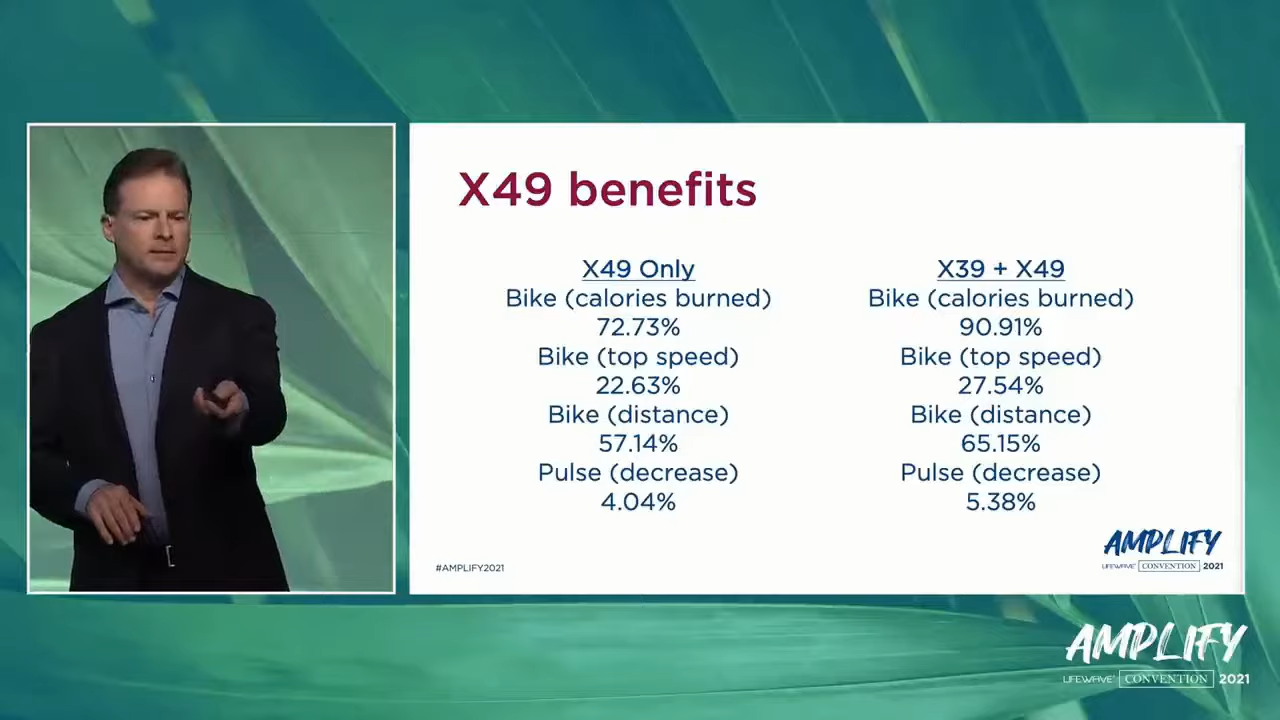 X49 benefits
X49 Only
Bike (calories burned)
72.73%
Bike (top speed)
22.63%
Bike (distance)
57.14%
Pulse (decrease)
4.04%
X39 + X49
Bike (calories burned)
90.91%
Bike (top speed)
27.54%
Bike (distance)
65.15%
Pulse (decrease)
5.38%
#AMPLIFY2021
AMPLIFY
LIFEWAVE CONVENTION 2021
AMPLIFY
LIFEWAVE CONVENTION 2021